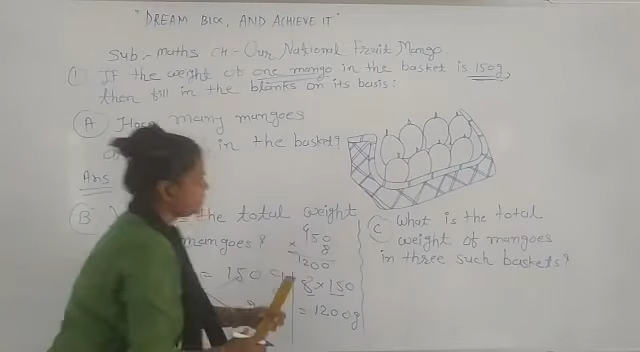 "DREAM BIG, AND ACHIEVE IT"
Sub:- Maths CH - Our National Fruit Mango.
① If the weight of one mango in the basket is 150g,
then fill in the blanks on its basis:
Ⓐ How many mangoes
in the basket?
Ans
Ⓑ the total weight
mangoes?
150
× 8
1200
= 150
8 × 150
= 1200g
Ⓒ What is the total
weight of mangoes
in three such baskets?